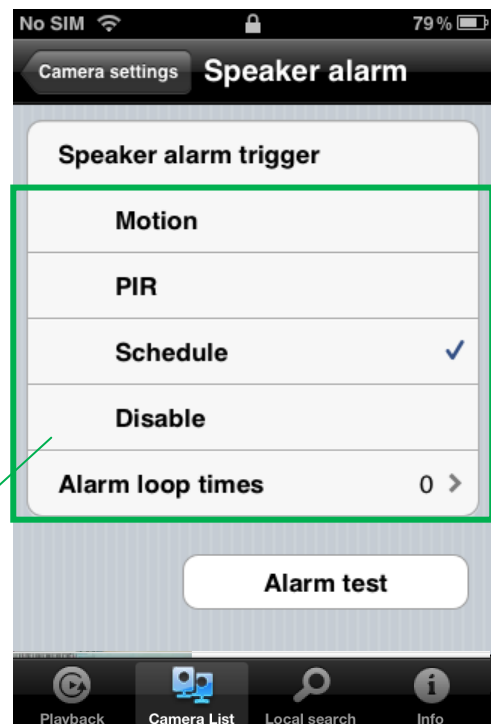 No SIM 79%
Camera settings Speaker alarm
Speaker alarm trigger
Motion
PIR
Schedule
Disable
Alarm loop times 0
Alarm test
Playback Camera List Local search Info